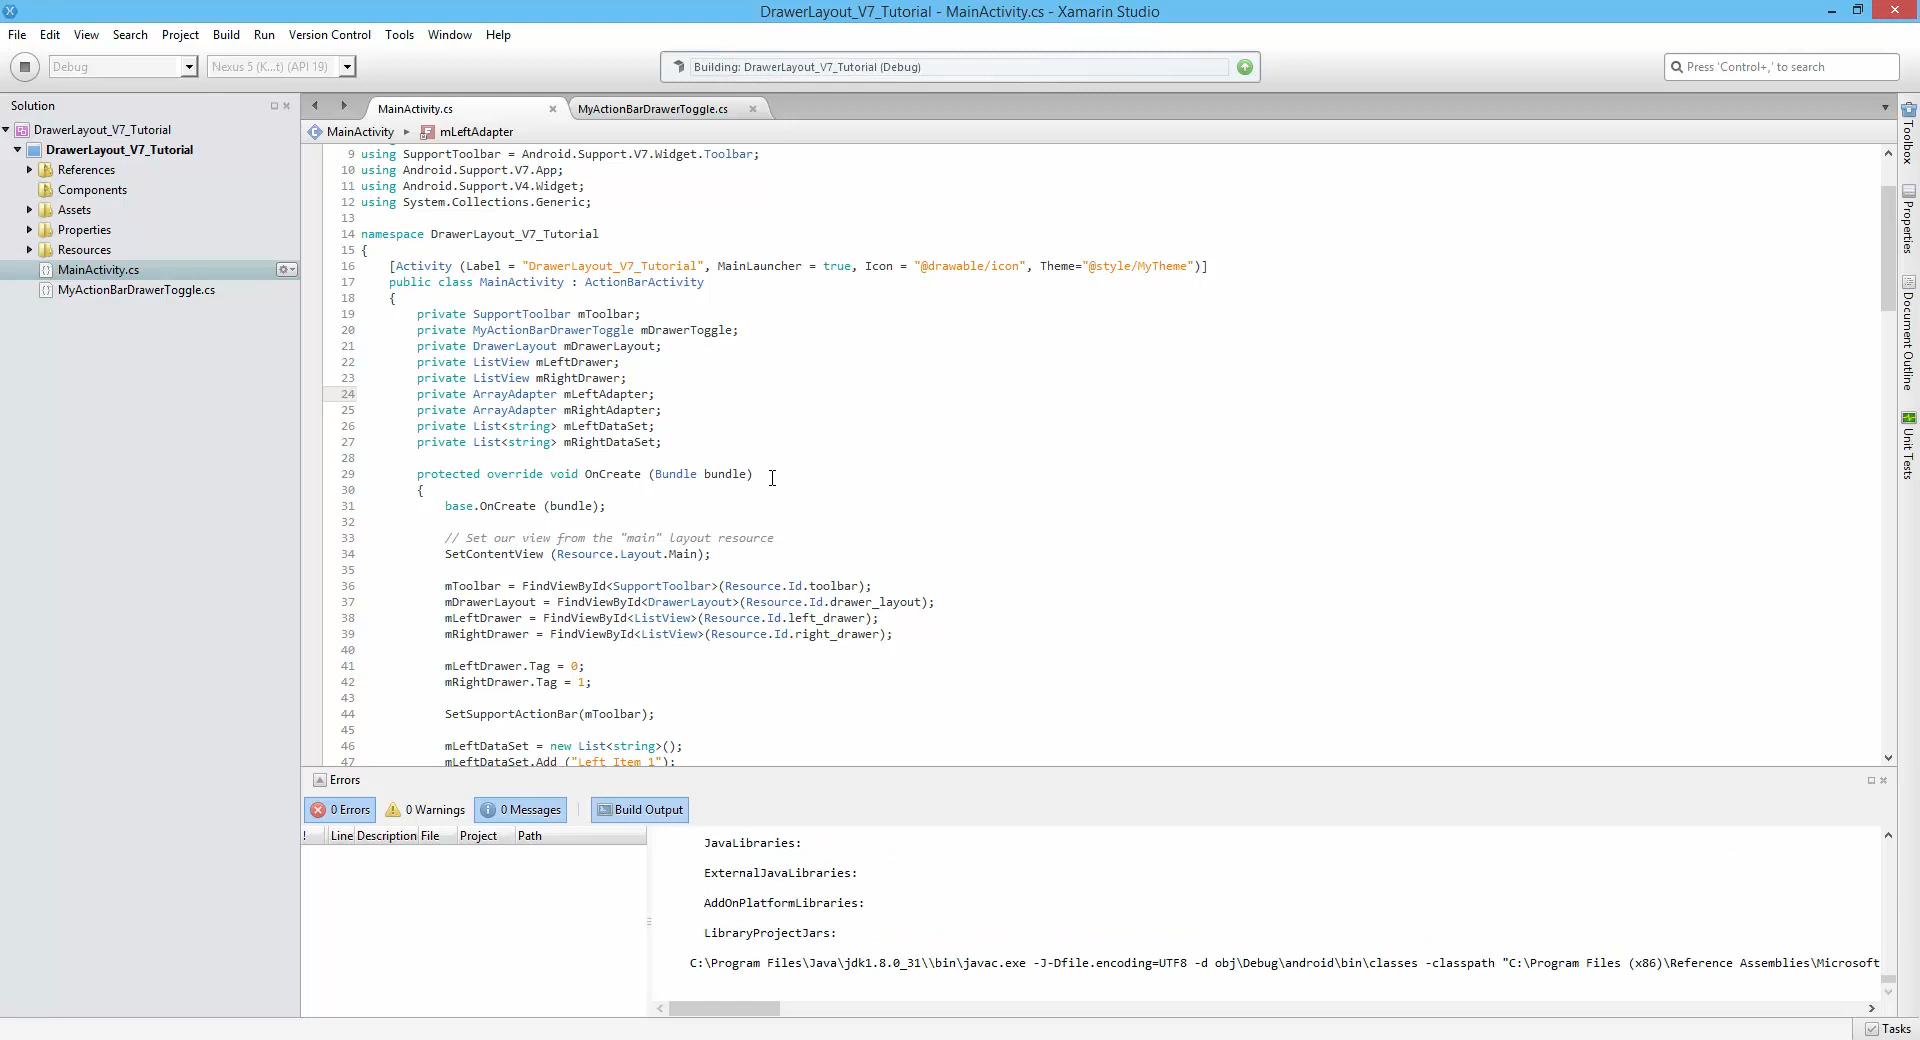 DrawerLayout_V7_Tutorial - MainActivity.cs - Xamarin Studio
File Edit View Search Project Build Run Version Control Tools Window Help
Debug Nexus 5 (K...t) (API 19) Building: DrawerLayout_V7_Tutorial (Debug) Press 'Control+,' to search
Solution
DrawerLayout_V7_Tutorial
DrawerLayout_V7_Tutorial
References
Components
Assets
Properties
Resources
MainActivity.cs
MyActionBarDrawerToggle.cs
MainActivity.cs MyActionBarDrawerToggle.cs
MainActivity mLeftAdapter
9 using SupportToolbar = Android.Support.V7.Widget.Toolbar;
10 using Android.Support.V7.App;
11 using Android.Support.V4.Widget;
12 using System.Collections.Generic;
13
14 namespace DrawerLayout_V7_Tutorial
15 {
16 [Activity (Label = "DrawerLayout_V7_Tutorial", MainLauncher = true, Icon = "@drawable/icon", Theme="@style/MyTheme")]
17 public class MainActivity : ActionBarActivity
18 {
19 private SupportToolbar mToolbar;
20 private MyActionBarDrawerToggle mDrawerToggle;
21 private DrawerLayout mDrawerLayout;
22 private ListView mLeftDrawer;
23 private ListView mRightDrawer;
24 private ArrayAdapter mLeftAdapter;
25 private ArrayAdapter mRightAdapter;
26 private List<string> mLeftDataSet;
27 private List<string> mRightDataSet;
28
29 protected override void OnCreate (Bundle bundle)
30 {
31 base.OnCreate (bundle);
32
33 // Set our view from the "main" layout resource
34 SetContentView (Resource.Layout.Main);
35
36 mToolbar = FindViewById<SupportToolbar>(Resource.Id.toolbar);
37 mDrawerLayout = FindViewById<DrawerLayout>(Resource.Id.drawer_layout);
38 mLeftDrawer = FindViewById<ListView>(Resource.Id.left_drawer);
39 mRightDrawer = FindViewById<ListView>(Resource.Id.right_drawer);
40
41 mLeftDrawer.Tag = 0;
42 mRightDrawer.Tag = 1;
43
44 SetSupportActionBar(mToolbar);
45
46 mLeftDataSet = new List<string>();
47 mLeftDataSet.Add ("Left Item 1");
Toolbox
Properties
Document Outline
Unit Tests
Errors
0 Errors 0 Warnings 0 Messages Build Output
! Line Description File Project Path
JavaLibraries:
ExternalJavaLibraries:
AddOnPlatformLibraries:
LibraryProjectJars:
C:\Program Files\Java\jdk1.8.0_31\\bin\javac.exe -J-Dfile.encoding=UTF8 -d obj\Debug\android\bin\classes -classpath "C:\Program Files (x86)\Reference Assemblies\Microsoft
Tasks